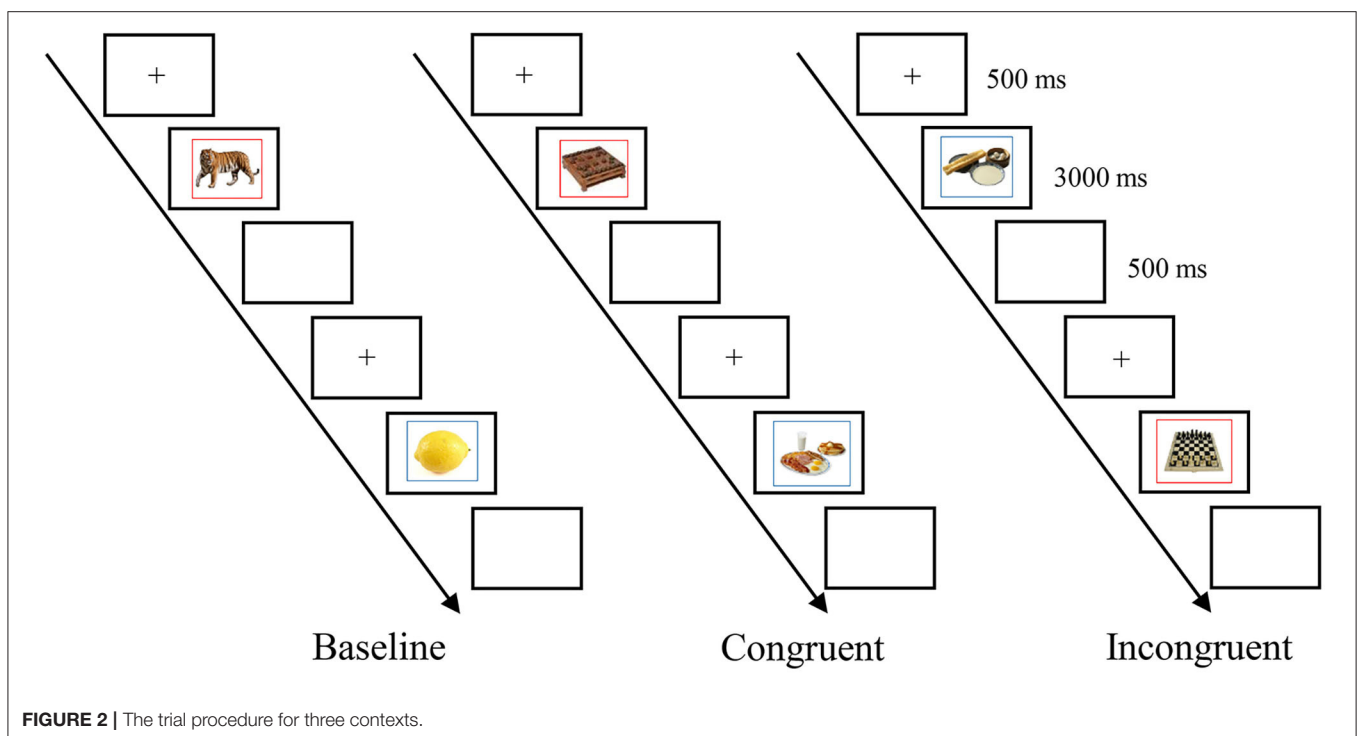 +
+
+
500 ms
3000 ms
500 ms
+
+
+
Baseline
Congruent
Incongruent
FIGURE 2 | The trial procedure for three contexts.